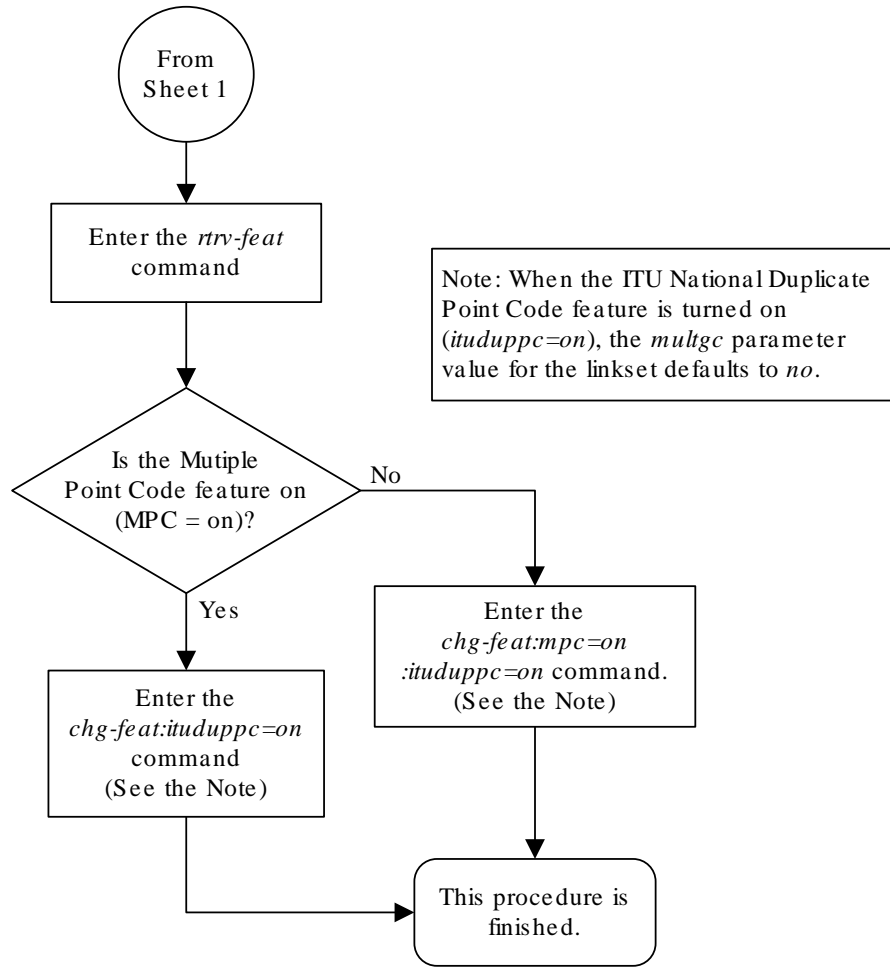 From
Sheet 1
Enter the rtrv-feat
command
Note: When the ITU National Duplicate
Point Code feature is turned on
(ituduppc=on), the multgc parameter
value for the linkset defaults to no.
Is the Mutiple
Point Code feature on
(MPC = on)?
No
Yes
Enter the
chg-feat:mpc=on
:ituduppc=on command.
(See the Note)
Enter the
chg-feat:ituduppc=on
command
(See the Note)
This procedure is
finished.